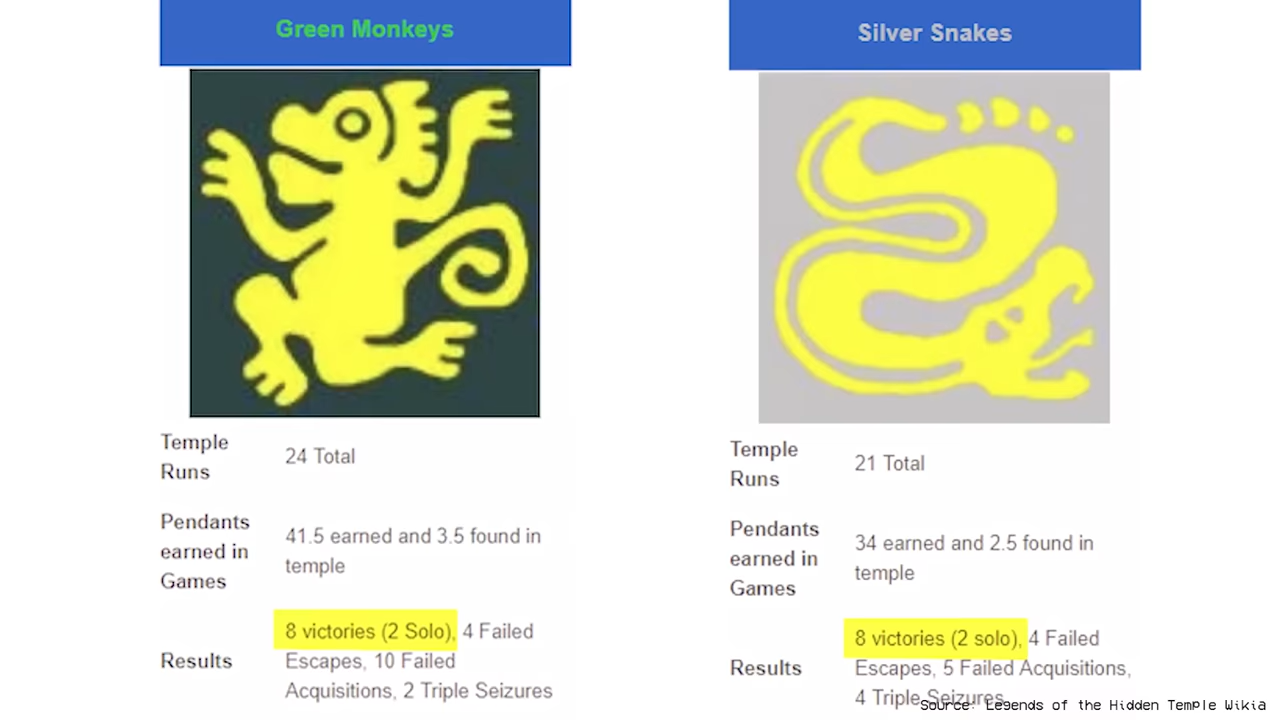 Green Monkeys
Temple
Runs
24 Total
Pendants
earned in
Games
41.5 earned and 3.5 found in
temple
Results
8 victories (2 Solo), 4 Failed
Escapes, 10 Failed
Acquisitions, 2 Triple Seizures
Silver Snakes
Temple
Runs
21 Total
Pendants
earned in
Games
34 earned and 2.5 found in
temple
Results
8 victories (2 solo), 4 Failed
Escapes, 5 Failed Acquisitions,
4 Triple Seizures
Source: Legends of the Hidden Temple Wikia